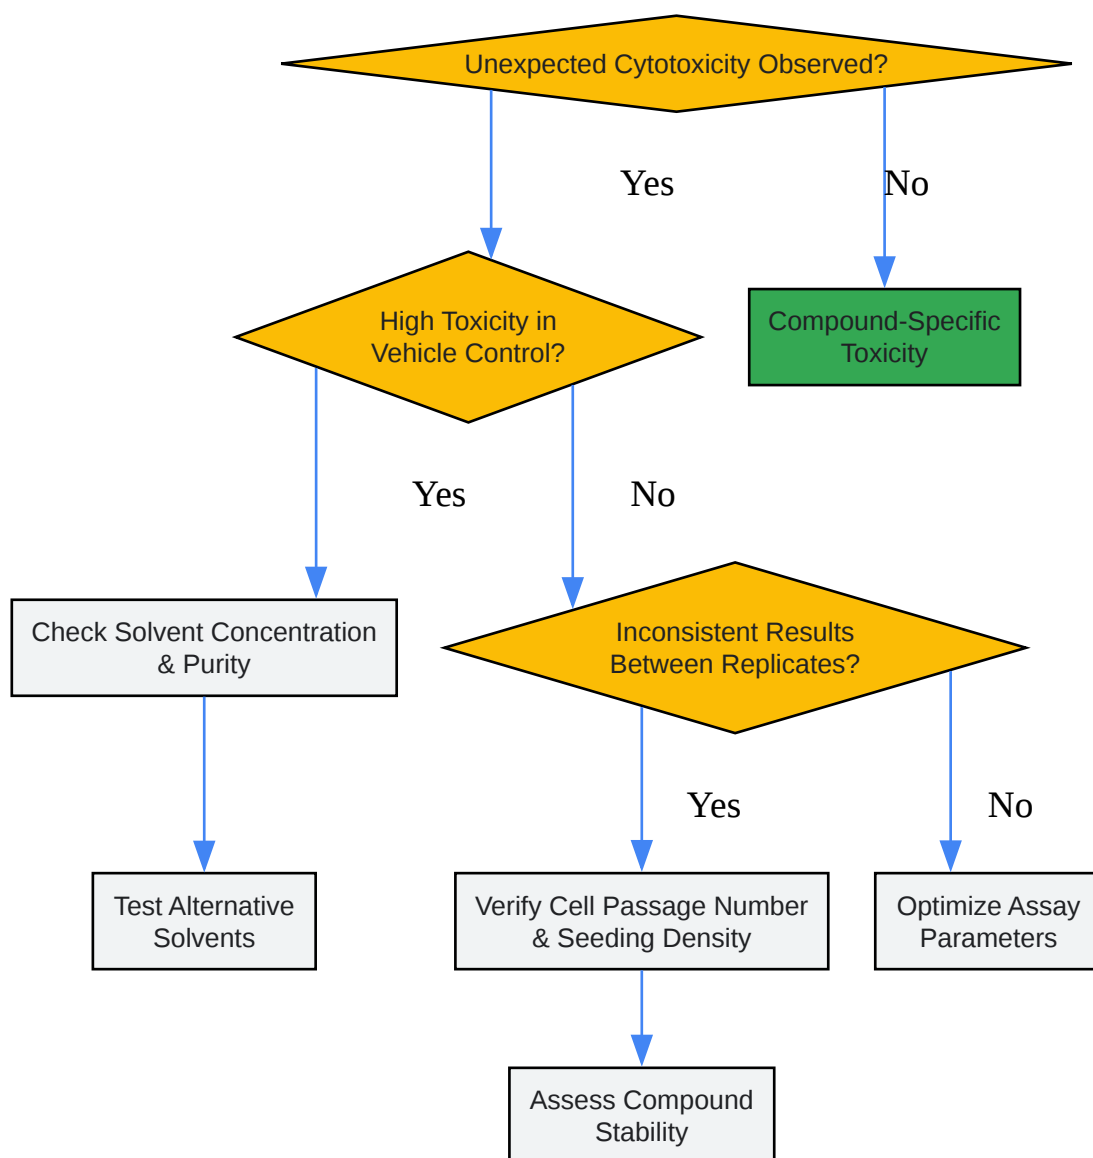 Unexpected Cytotoxicity Observed?
Yes
No
High Toxicity in
Vehicle Control?
Compound-Specific
Toxicity
Yes
No
Check Solvent Concentration
& Purity
Inconsistent Results
Between Replicates?
Yes
No
Test Alternative
Solvents
Verify Cell Passage Number
& Seeding Density
Optimize Assay
Parameters
Assess Compound
Stability